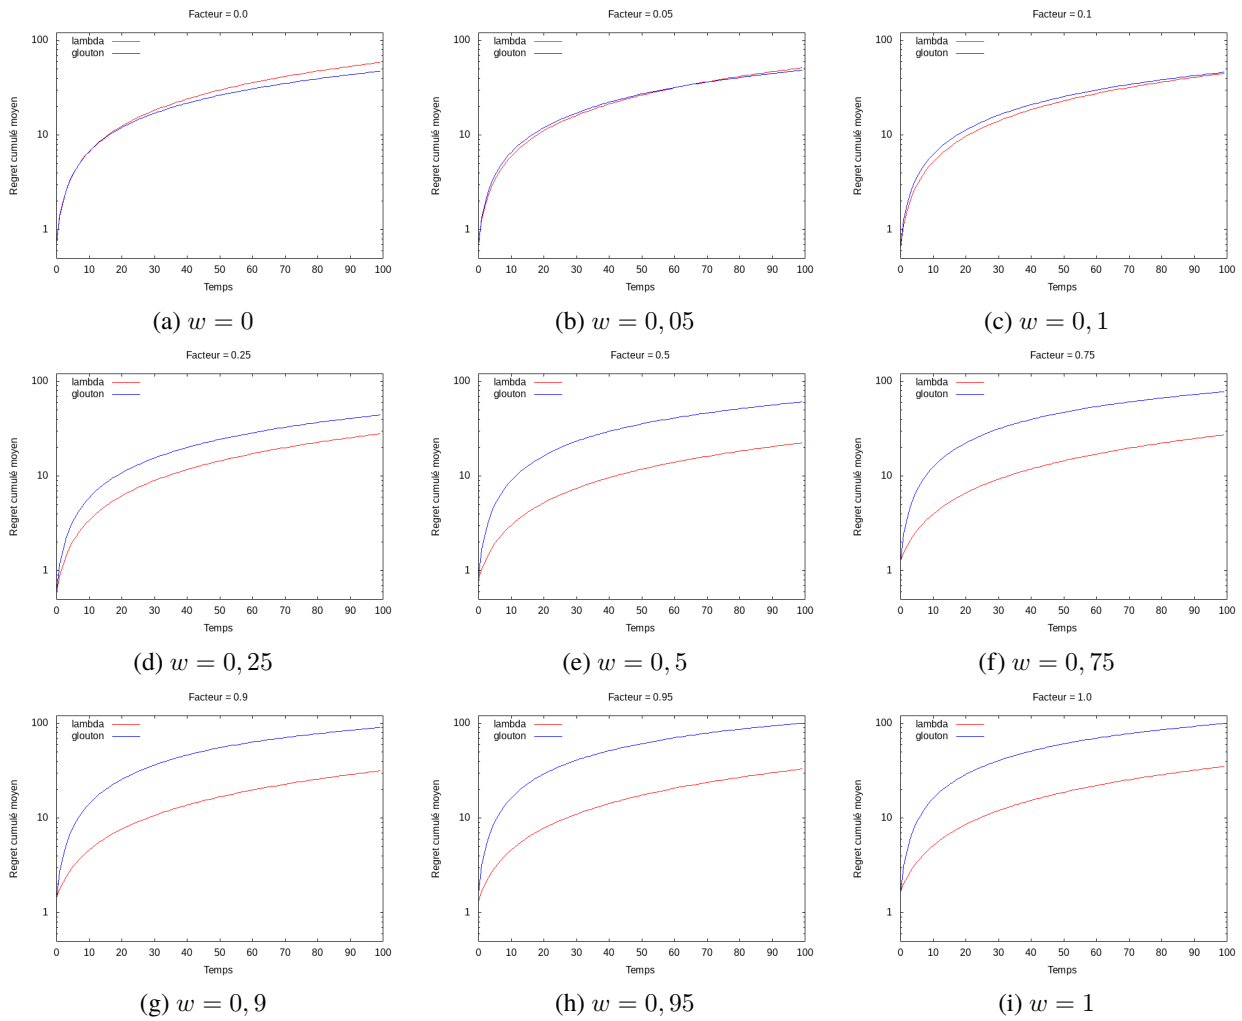 Facteur = 0.0
lambda
glouton
100
10
1
0 10 20 30 40 50 60 70 80 90 100
Regret cumulé moyen
Temps
(a) w = 0
Facteur = 0.05
lambda
glouton
100
10
1
0 10 20 30 40 50 60 70 80 90 100
Regret cumulé moyen
Temps
(b) w = 0, 05
Facteur = 0.1
lambda
glouton
100
10
1
0 10 20 30 40 50 60 70 80 90 100
Regret cumulé moyen
Temps
(c) w = 0, 1
Facteur = 0.25
lambda
glouton
100
10
1
0 10 20 30 40 50 60 70 80 90 100
Regret cumulé moyen
Temps
(d) w = 0, 25
Facteur = 0.5
lambda
glouton
100
10
1
0 10 20 30 40 50 60 70 80 90 100
Regret cumulé moyen
Temps
(e) w = 0, 5
Facteur = 0.75
lambda
glouton
100
10
1
0 10 20 30 40 50 60 70 80 90 100
Regret cumulé moyen
Temps
(f) w = 0, 75
Facteur = 0.9
lambda
glouton
100
10
1
0 10 20 30 40 50 60 70 80 90 100
Regret cumulé moyen
Temps
(g) w = 0, 9
Facteur = 0.95
lambda
glouton
100
10
1
0 10 20 30 40 50 60 70 80 90 100
Regret cumulé moyen
Temps
(h) w = 0, 95
Facteur = 1.0
lambda
glouton
100
10
1
0 10 20 30 40 50 60 70 80 90 100
Regret cumulé moyen
Temps
(i) w = 1